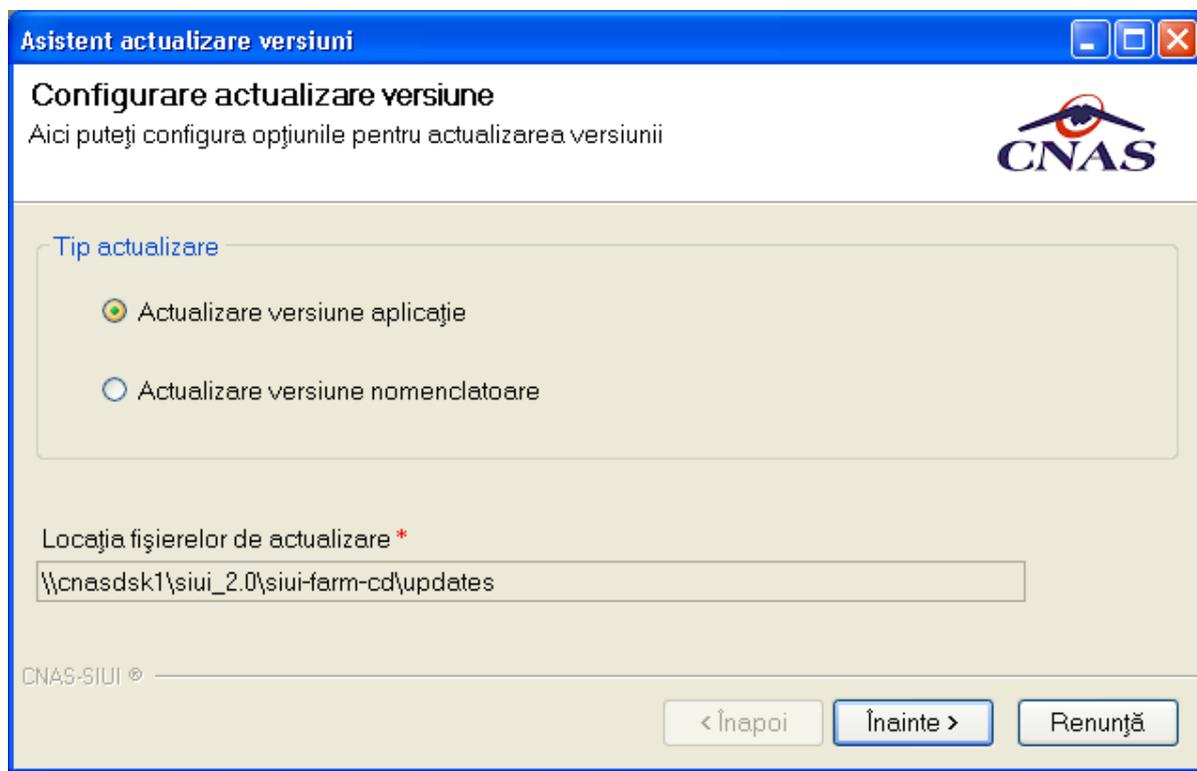 Asistent actualizare versiuni
Configurare actualizare versiune
Aici puteţi configura opţiunile pentru actualizarea versiunii
CNAS
Tip actualizare
Actualizare versiune aplicaţie
Actualizare versiune nomenclatoare
Locaţia fişierelor de actualizare *
\\cnasdsk1\siui_2.0\siui-farm-cd\updates
CNAS-SIUI ®
< Înapoi
Înainte >
Renunţă